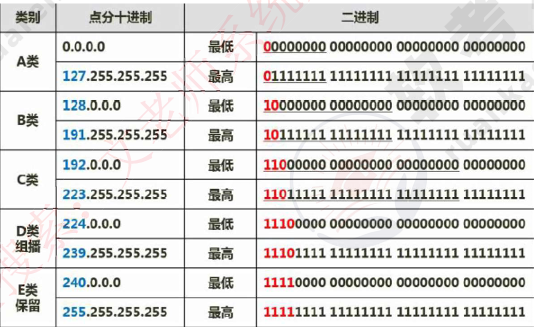 类别 点分十进制 二进制
A类 0.0.0.0 最低 00000000 00000000 00000000 00000000
127.255.255.255 最高 01111111 11111111 11111111 11111111
B类 128.0.0.0 最低 10000000 00000000 00000000 00000000
191.255.255.255 最高 10111111 11111111 11111111 11111111
C类 192.0.0.0 最低 11000000 00000000 00000000 00000000
223.255.255.255 最高 11011111 11111111 11111111 11111111
D类
组播 224.0.0.0 最低 11100000 00000000 00000000 00000000
239.255.255.255 最高 11101111 11111111 11111111 11111111
E类
保留 240.0.0.0 最低 11110000 00000000 00000000 00000000
255.255.255.255 最高 11111111 11111111 11111111 11111111